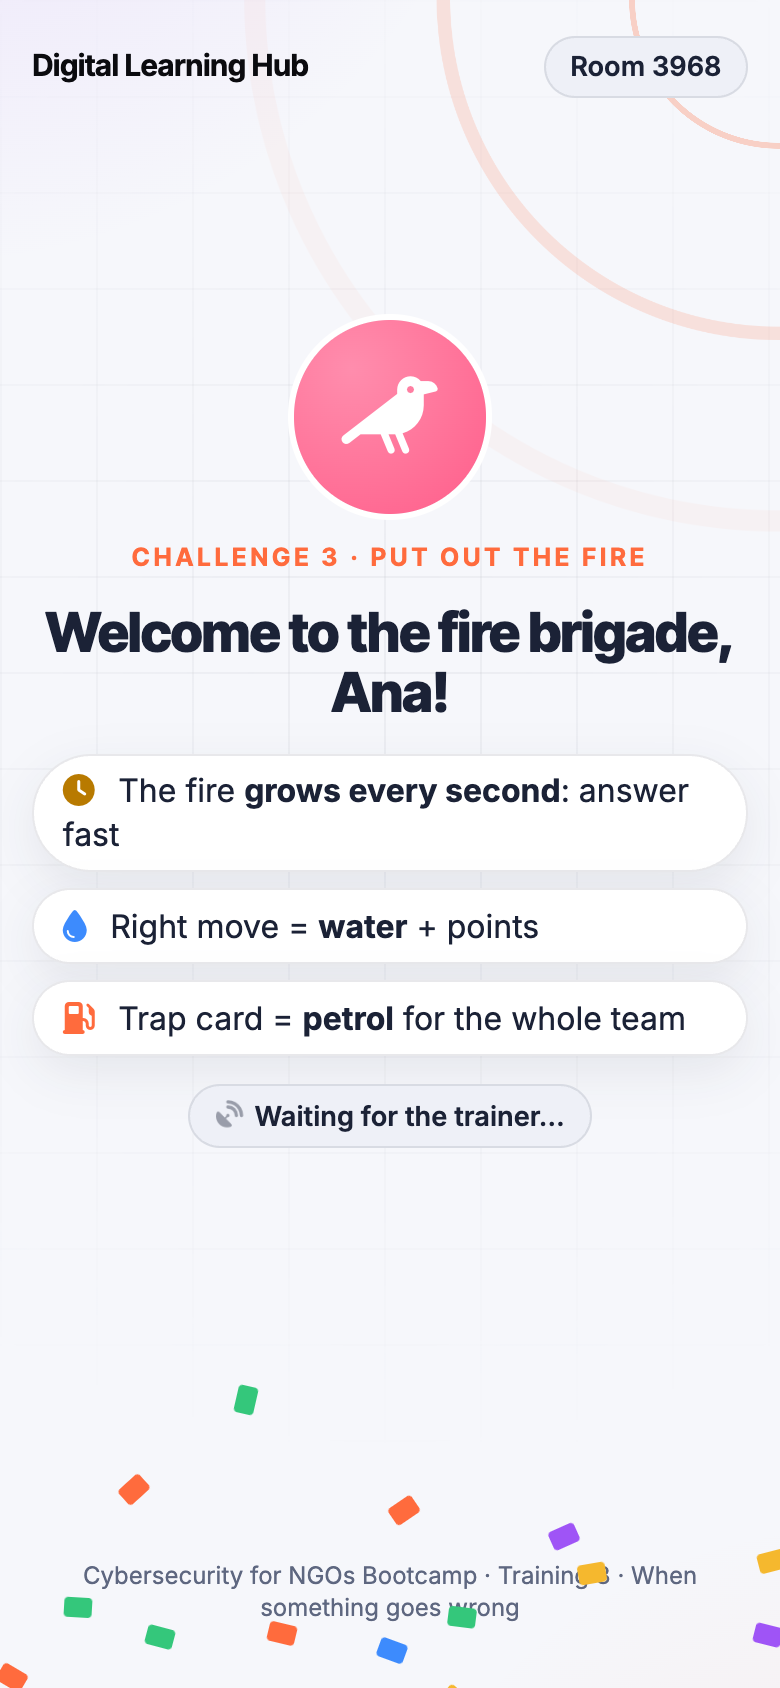 Digital Learning Hub
Room 3968
CHALLENGE 3 · PUT OUT THE FIRE
Welcome to the fire brigade,
Ana!
The fire grows every second: answer
fast
Right move = water + points
Trap card = petrol for the whole team
Waiting for the trainer...
Cybersecurity for NGOs Bootcamp · Training 3 · When
something goes wrong